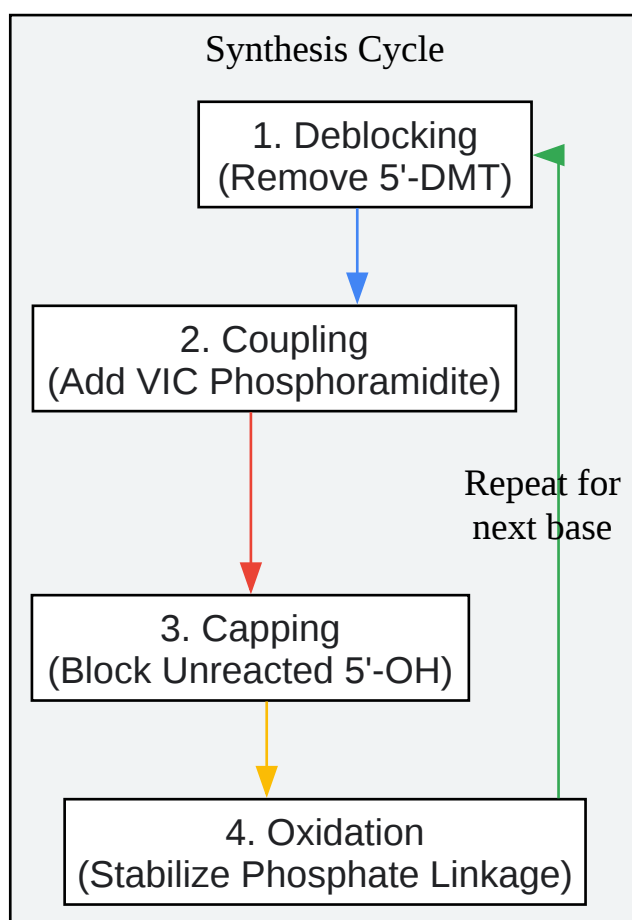 Synthesis Cycle
1. Deblocking
(Remove 5'-DMT)
2. Coupling
(Add VIC Phosphoramidite)
Repeat for
next base
3. Capping
(Block Unreacted 5'-OH)
4. Oxidation
(Stabilize Phosphate Linkage)